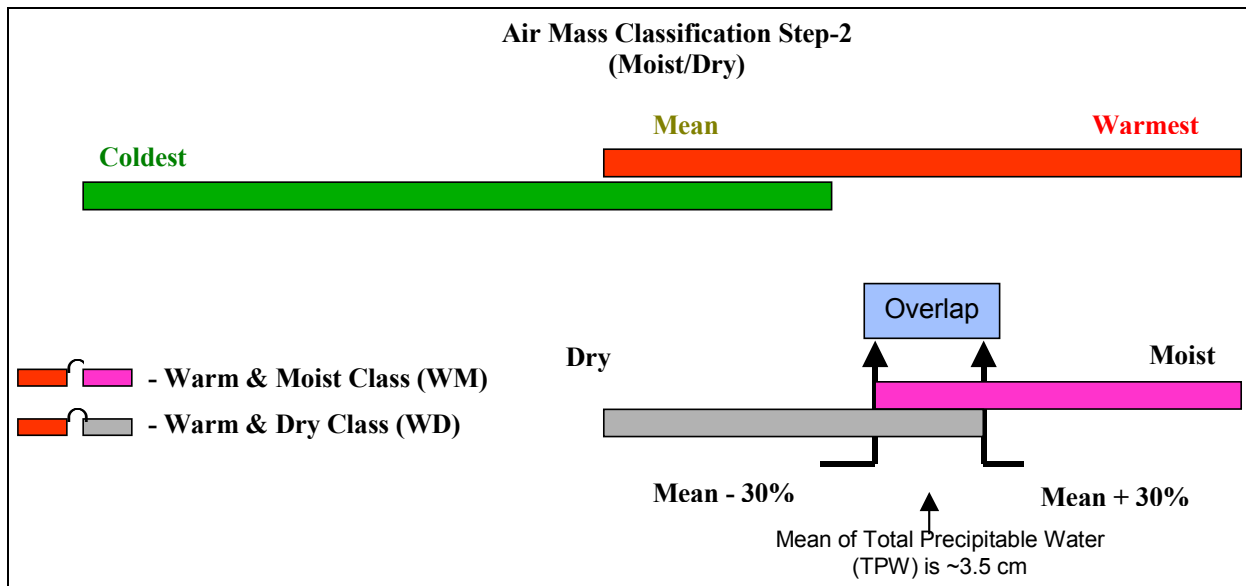 Air Mass Classification Step-2
(Moist/Dry)
Mean
Warmest
Coldest
Overlap
Dry
Moist
- Warm & Moist Class (WM)
- Warm & Dry Class (WD)
Mean - 30%
Mean + 30%
Mean of Total Precipitable Water
(TPW) is ~3.5 cm